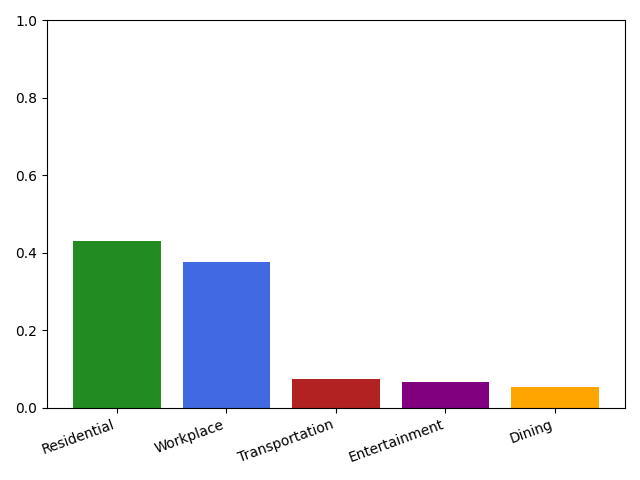 1.0
0.8
0.6
0.4
0.2
0.0
Residential
Workplace
Transportation
Entertainment
Dining